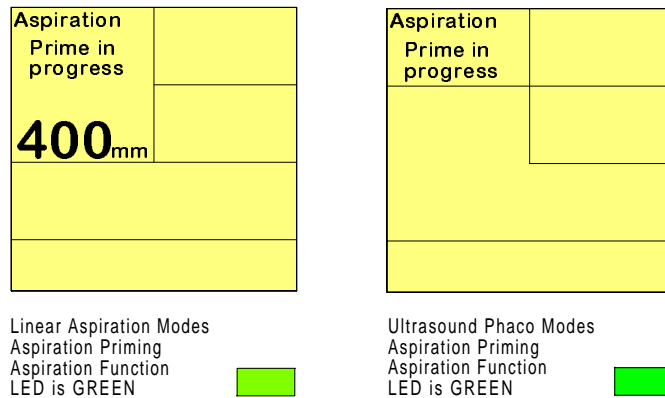 Aspiration
Prime in
progress
400mm
Linear Aspiration Modes
Aspiration Priming
Aspiration Function
LED is GREEN
Aspiration
Prime in
progress
Ultrasound Phaco Modes
Aspiration Priming
Aspiration Function
LED is GREEN